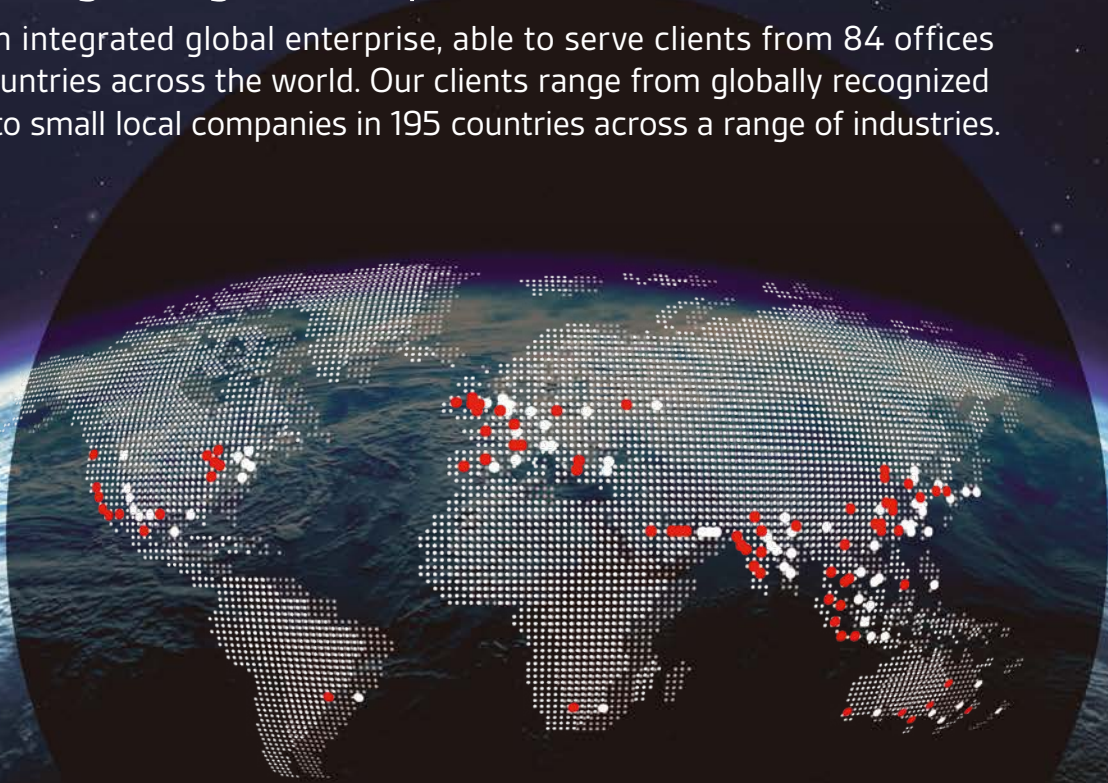 n integrated global enterprise, able to serve clients from 84 offices
untries across the world. Our clients range from globally recognized
to small local companies in 195 countries across a range of industries.